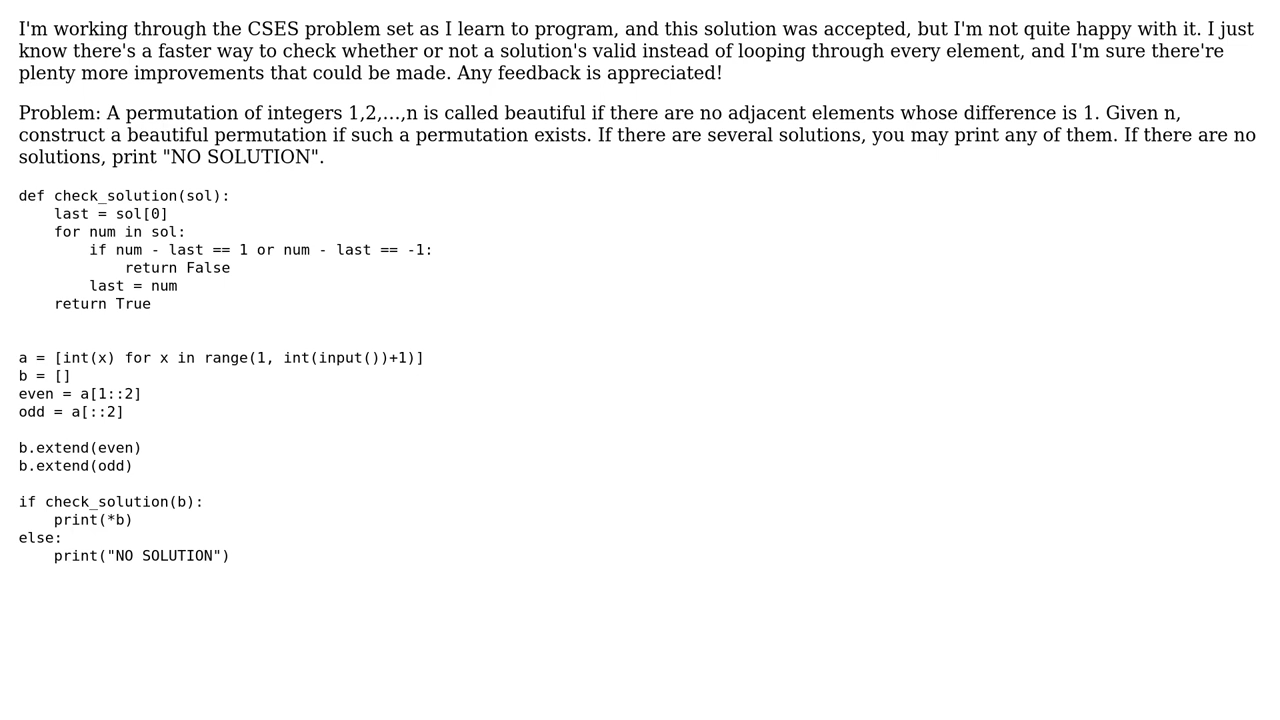 I'm working through the CSES problem set as I learn to program, and this solution was accepted, but I'm not quite happy with it. I just
know there's a faster way to check whether or not a solution's valid instead of looping through every element, and I'm sure there're
plenty more improvements that could be made. Any feedback is appreciated!
Problem: A permutation of integers 1,2,…,n is called beautiful if there are no adjacent elements whose difference is 1. Given n,
construct a beautiful permutation if such a permutation exists. If there are several solutions, you may print any of them. If there are no
solutions, print "NO SOLUTION".
def check_solution(sol):
    last = sol[0]
    for num in sol:
        if num - last == 1 or num - last == -1:
            return False
        last = num
    return True
a = [int(x) for x in range(1, int(input())+1)]
b = []
even = a[1::2]
odd = a[::2]
b.extend(even)
b.extend(odd)
if check_solution(b):
    print(*b)
else:
    print("NO SOLUTION")